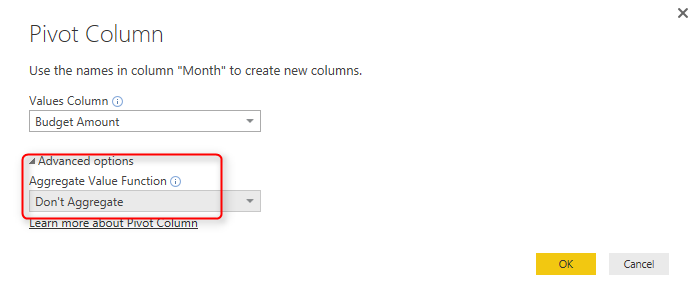 Pivot Column
Use the names in column "Month" to create new columns.
Values Column
Budget Amount
Advanced options
Aggregate Value Function
Don't Aggregate
Learn more about Pivot Column
OK
Cancel